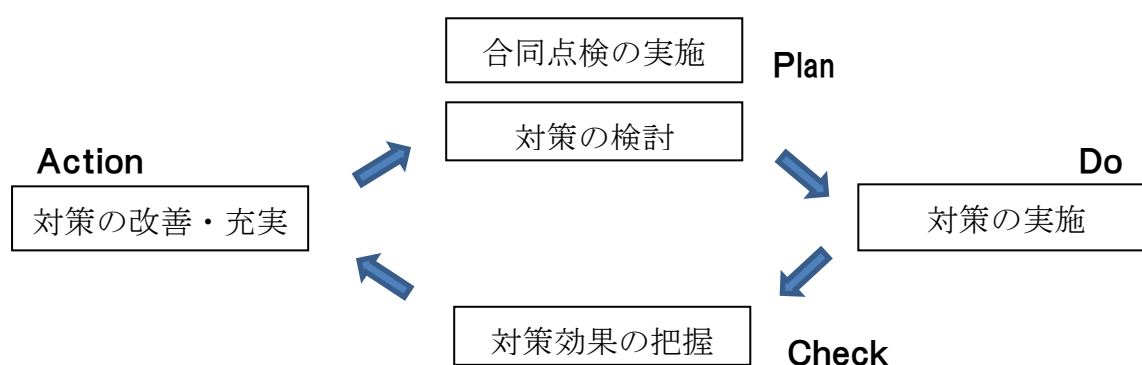 合同点検の実施
Plan
対策の検討
Action
Do
対策の改善・充実
対策の実施
対策効果の把握
Check